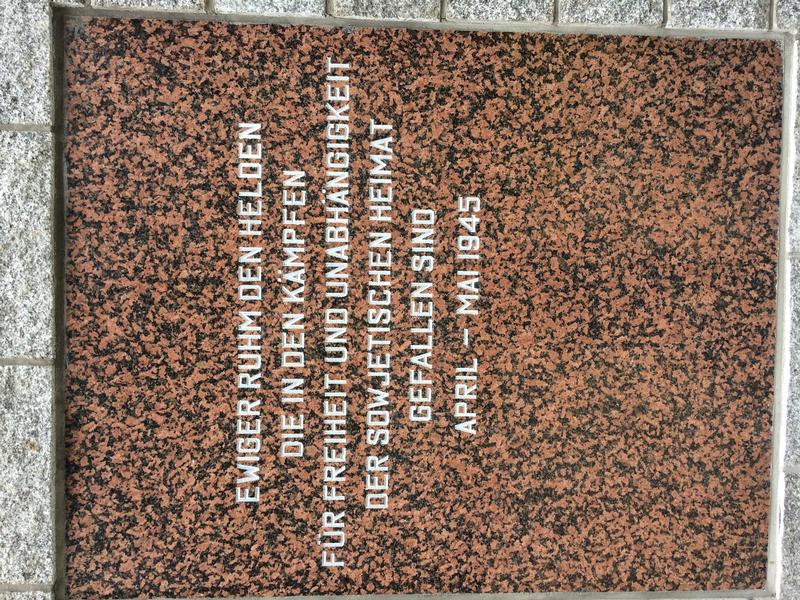 EWIGER RUHM DEN HELDEN
DIE IN DEN KÄMPFEN
FÜR FREIHEIT UND UNABHÄNGIGKEIT
DER SOWJETISCHEN HEIMAT
GEFALLEN SIND
APRIL – MAI 1945